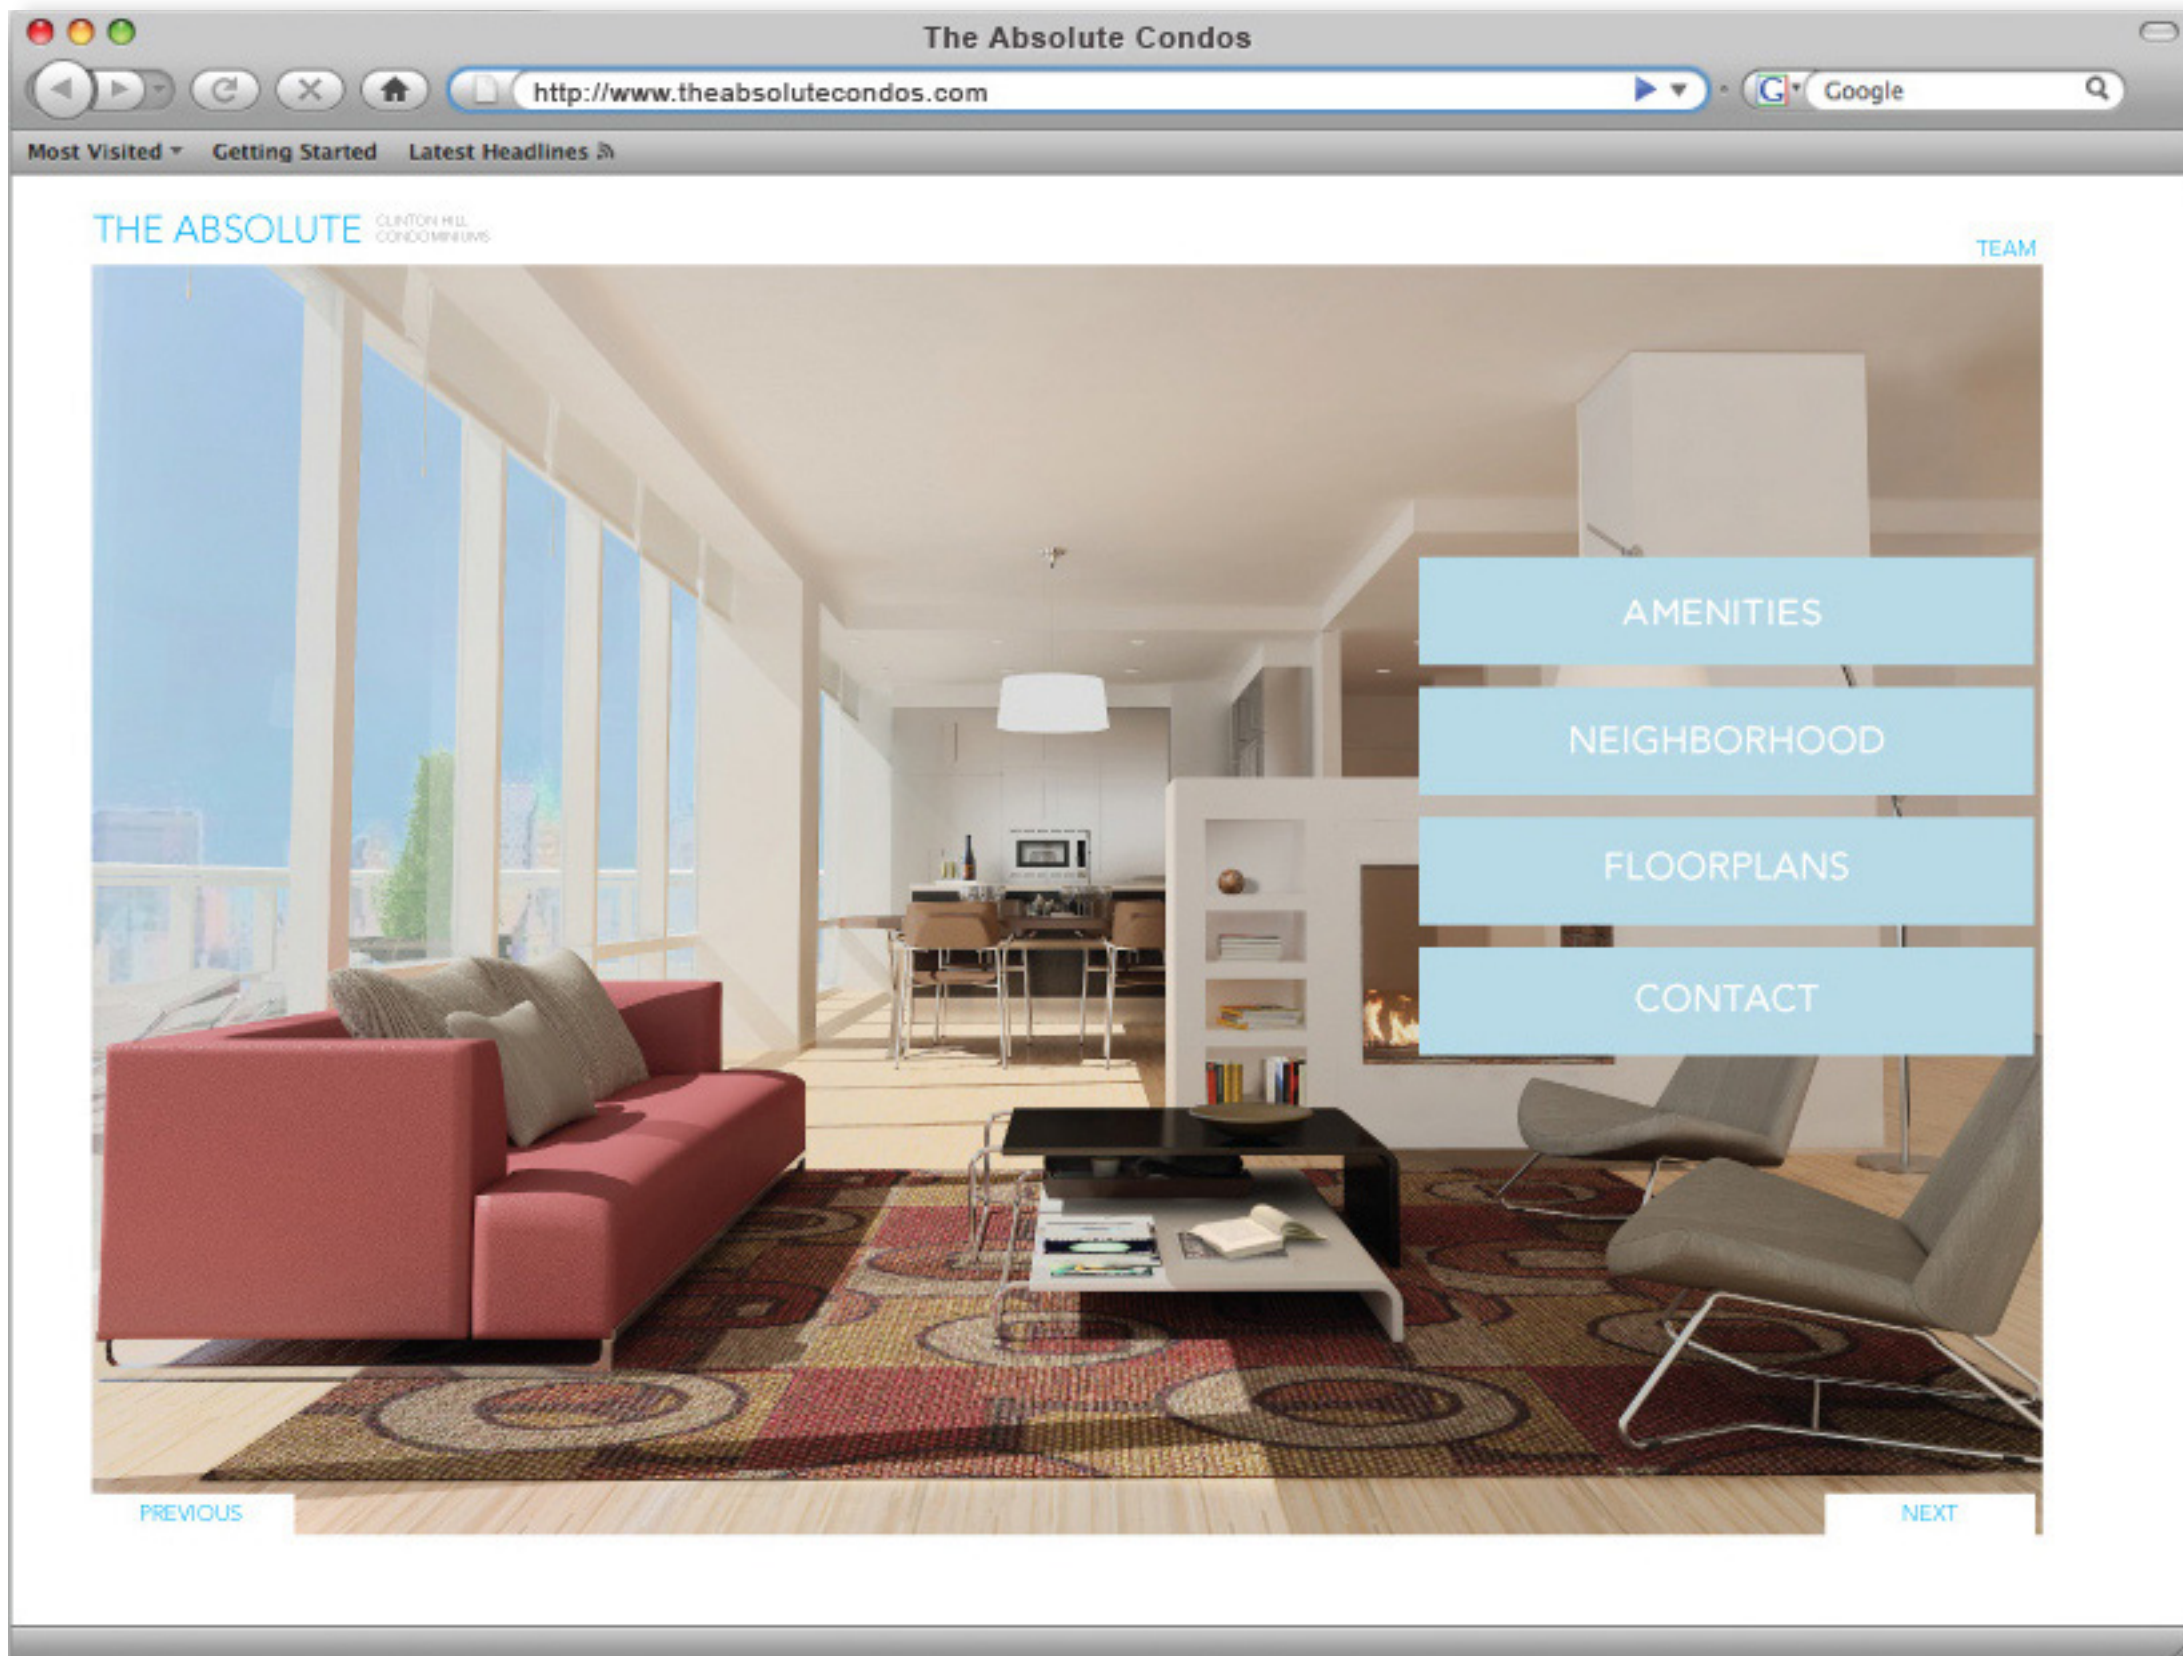 The Absolute Condos
http://www.theabsolutecondos.com
Google
Most Visited Getting Started Latest Headlines
THE ABSOLUTE
CLINTON HILL
CONDOMINIUMS
TEAM
AMENITIES
NEIGHBORHOOD
FLOORPLANS
CONTACT
PREVIOUS
NEXT